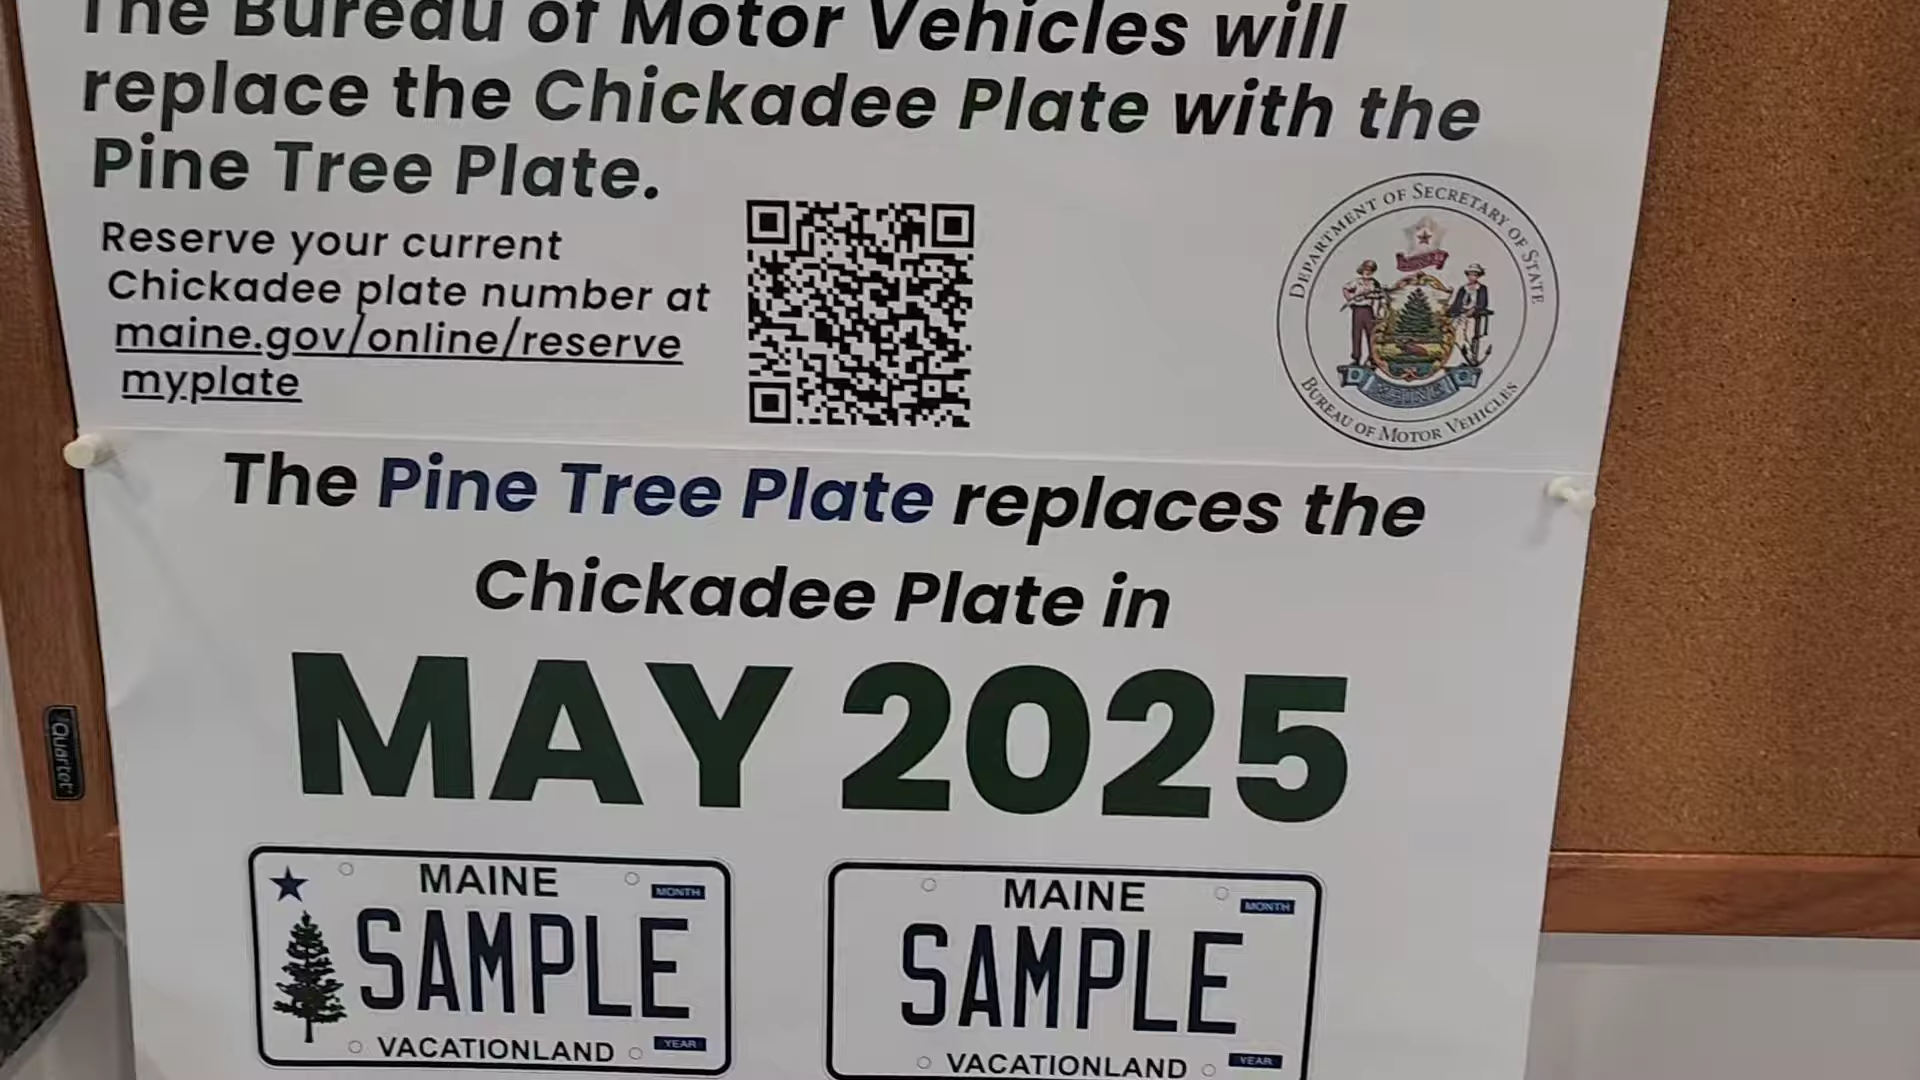 The Bureau of Motor Vehicles will
replace the Chickadee Plate with the
Pine Tree Plate.
Reserve your current
Chickadee plate number at
maine.gov/online/reserve
myplate
DEPARTMENT OF SECRETARY OF STATE
MAINE
BUREAU OF MOTOR VEHICLES
The Pine Tree Plate replaces the
Chickadee Plate in
MAY 2025
Quartet
MAINE
MONTH
SAMPLE
VACATIONLAND
YEAR
MAINE
MONTH
SAMPLE
VACATIONLAND
YEAR